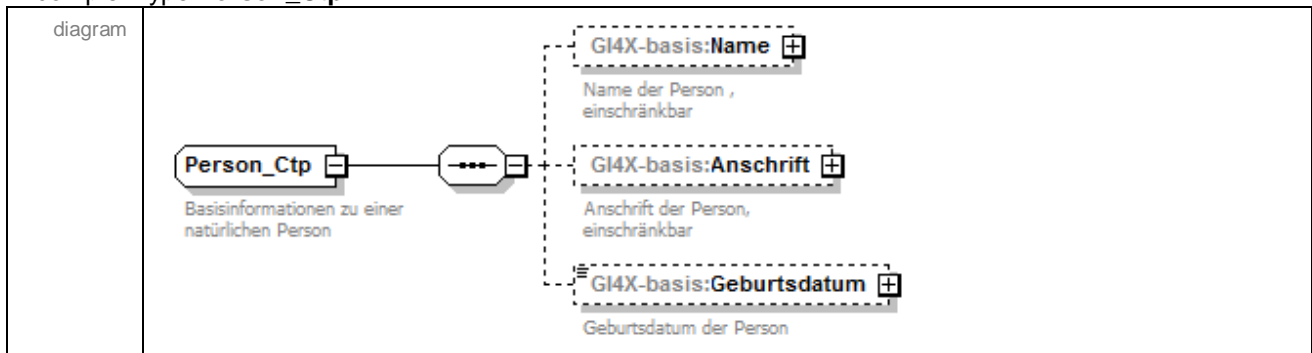 diagram
GI4X-basis:Name
Name der Person ,
einschränkbar
Person_Ctp
GI4X-basis:Anschrift
Basisinformationen zu einer
natürlichen Person
Anschrift der Person,
einschränkbar
GI4X-basis:Geburtsdatum
Geburtsdatum der Person